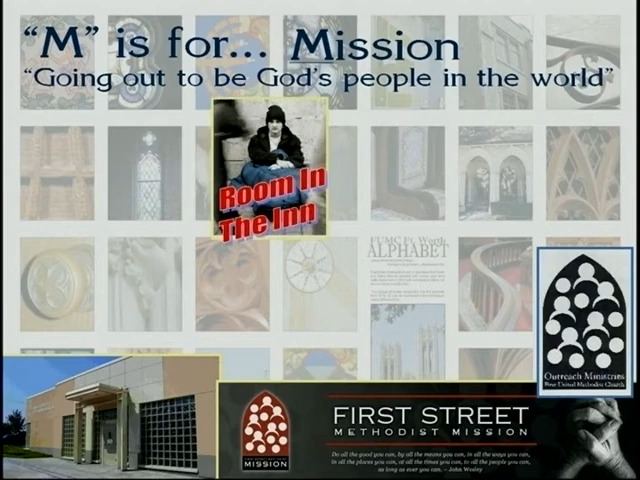 "M" is for... Mission
"Going out to be God's people in the world"
Room In
The Inn
FUMC Ft. Worth
ALPHABET
Outreach Ministries
First United Methodist Church
FIRST STREET
METHODIST MISSION
MISSION
Do all the good you can, by all the means you can, in all the ways you can,
in all the places you can, at all the times you can, to all the people you can,
as long as ever you can. – John Wesley